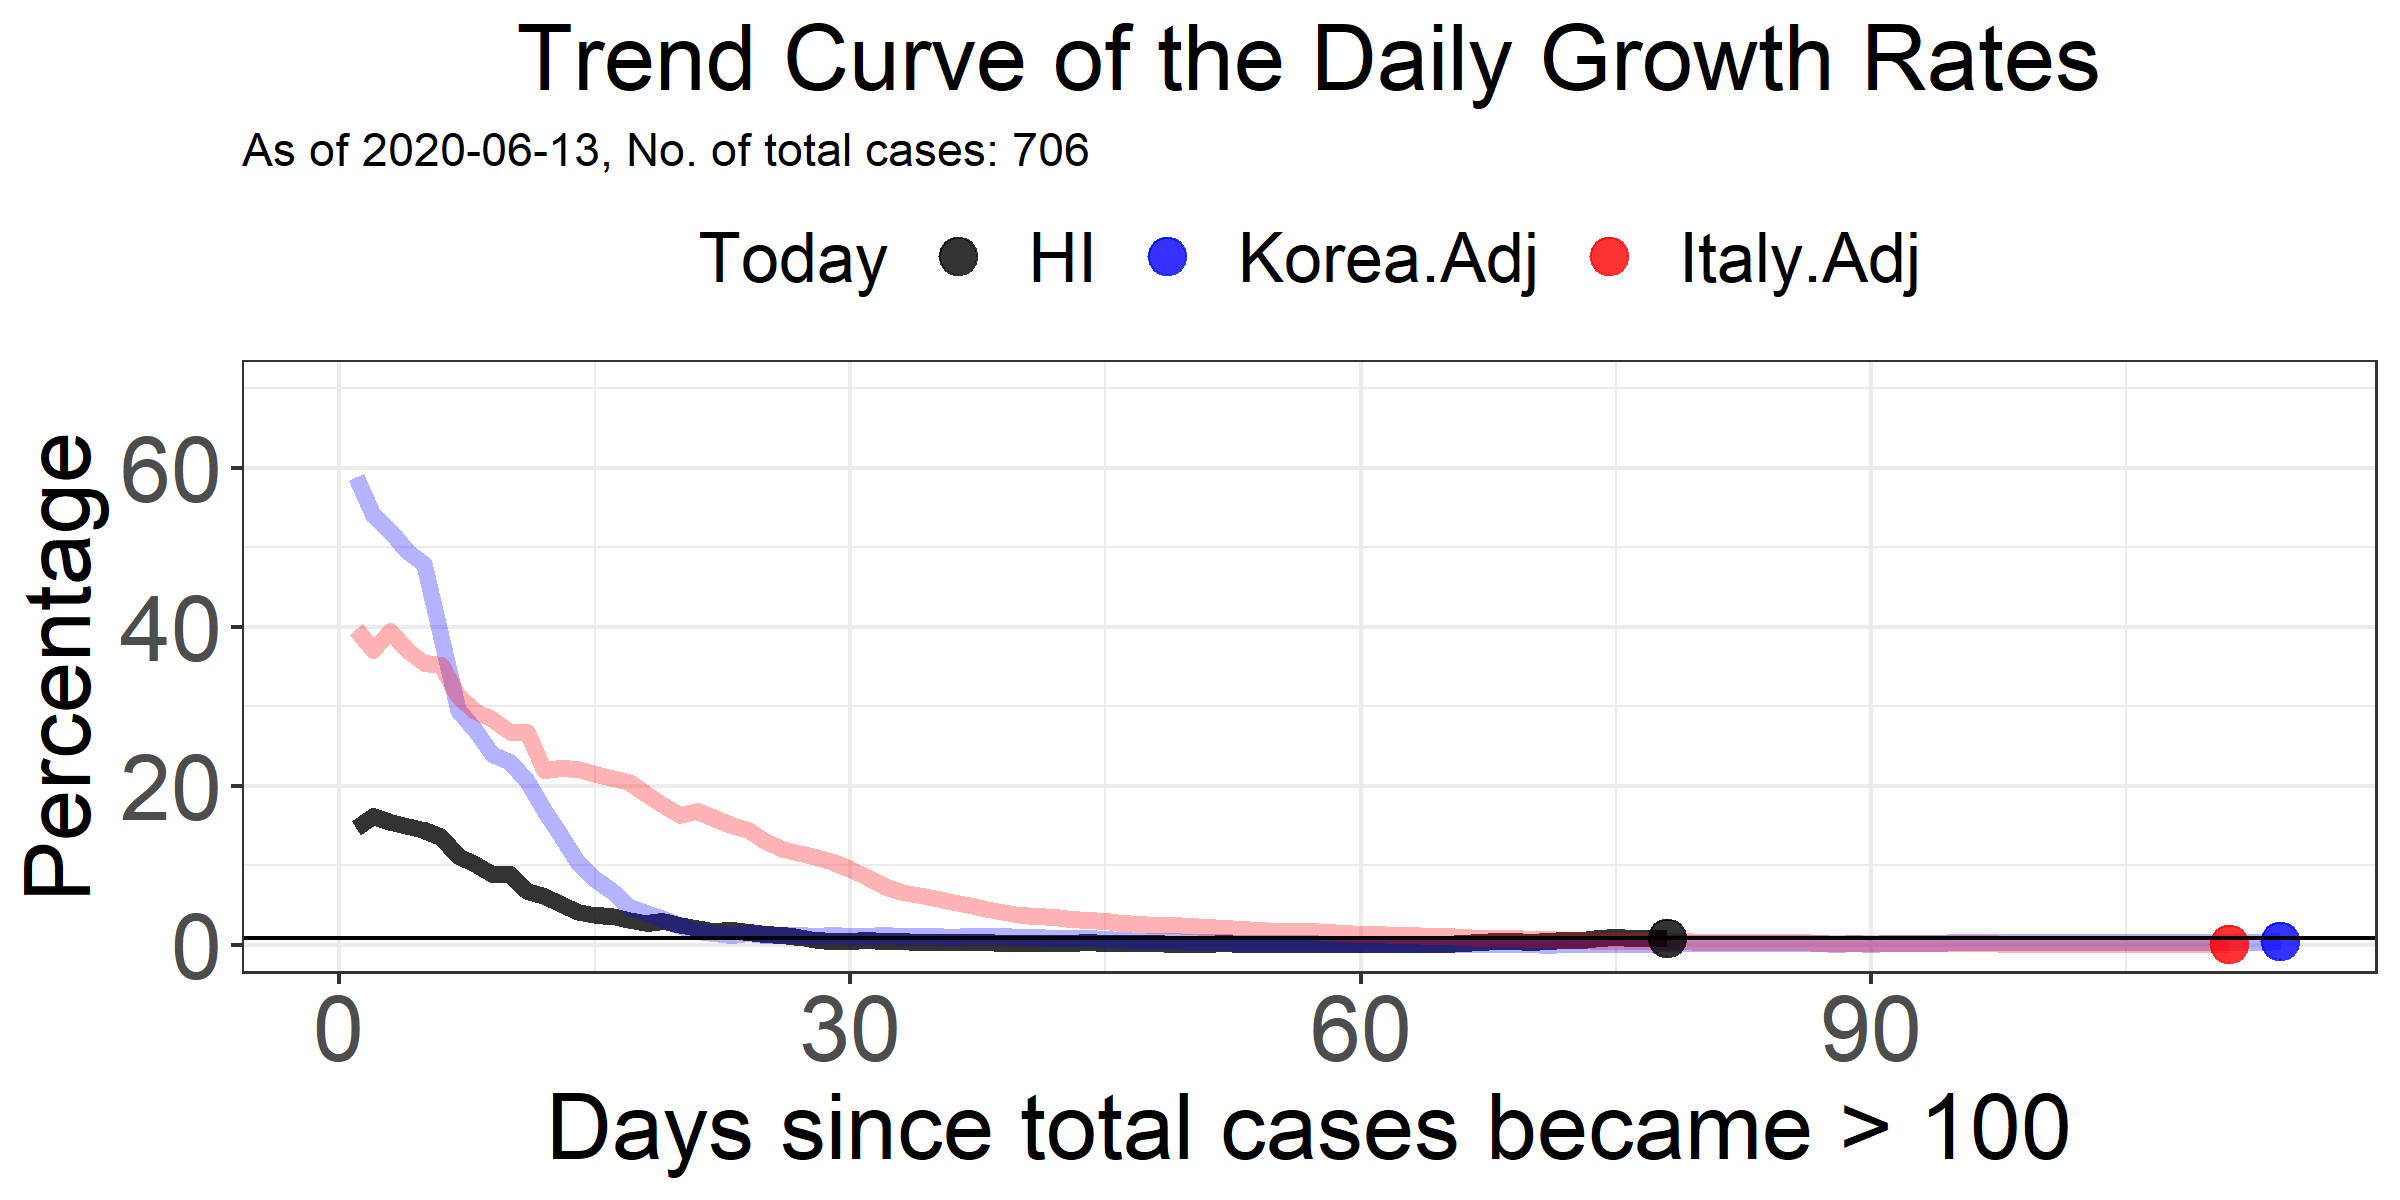 Trend Curve of the Daily Growth Rates
As of 2020-06-13, No. of total cases: 706
Today HI Korea.Adj Italy.Adj
Percentage
60
40
20
0
0 30 60 90
Days since total cases became > 100